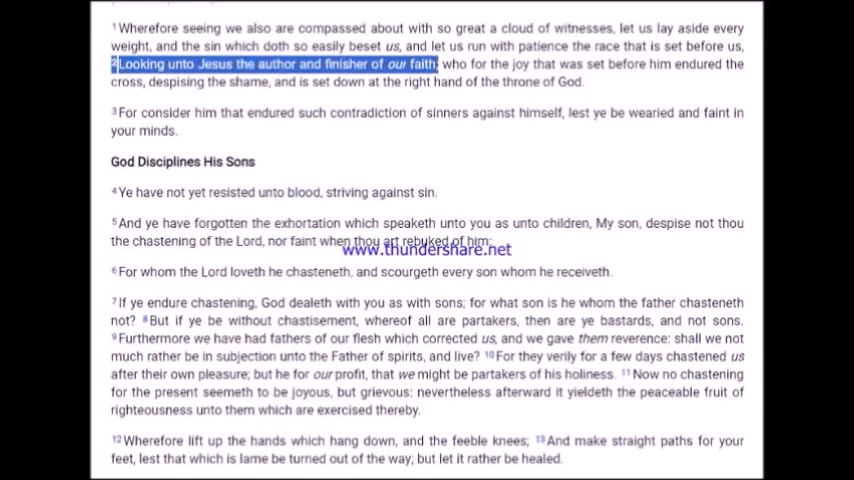 1Wherefore seeing we also are compassed about with so great a cloud of witnesses, let us lay aside every
weight, and the sin which doth so easily beset us, and let us run with patience the race that is set before us,
2Looking unto Jesus the author and finisher of our faith; who for the joy that was set before him endured the
cross, despising the shame, and is set down at the right hand of the throne of God.
3For consider him that endured such contradiction of sinners against himself, lest ye be wearied and faint in
your minds.
God Disciplines His Sons
4Ye have not yet resisted unto blood, striving against sin.
5And ye have forgotten the exhortation which speaketh unto you as unto children, My son, despise not thou
the chastening of the Lord, nor faint when thou art rebuked of him:
www.thundershare.net
6For whom the Lord loveth he chasteneth, and scourgeth every son whom he receiveth.
7If ye endure chastening, God dealeth with you as with sons; for what son is he whom the father chasteneth
not? 8But if ye be without chastisement, whereof all are partakers, then are ye bastards, and not sons.
9Furthermore we have had fathers of our flesh which corrected us, and we gave them reverence: shall we not
much rather be in subjection unto the Father of spirits, and live? 10For they verily for a few days chastened us
after their own pleasure; but he for our profit, that we might be partakers of his holiness. 11Now no chastening
for the present seemeth to be joyous, but grievous: nevertheless afterward it yieldeth the peaceable fruit of
righteousness unto them which are exercised thereby.
12Wherefore lift up the hands which hang down, and the feeble knees; 13And make straight paths for your
feet, lest that which is lame be turned out of the way; but let it rather be healed.